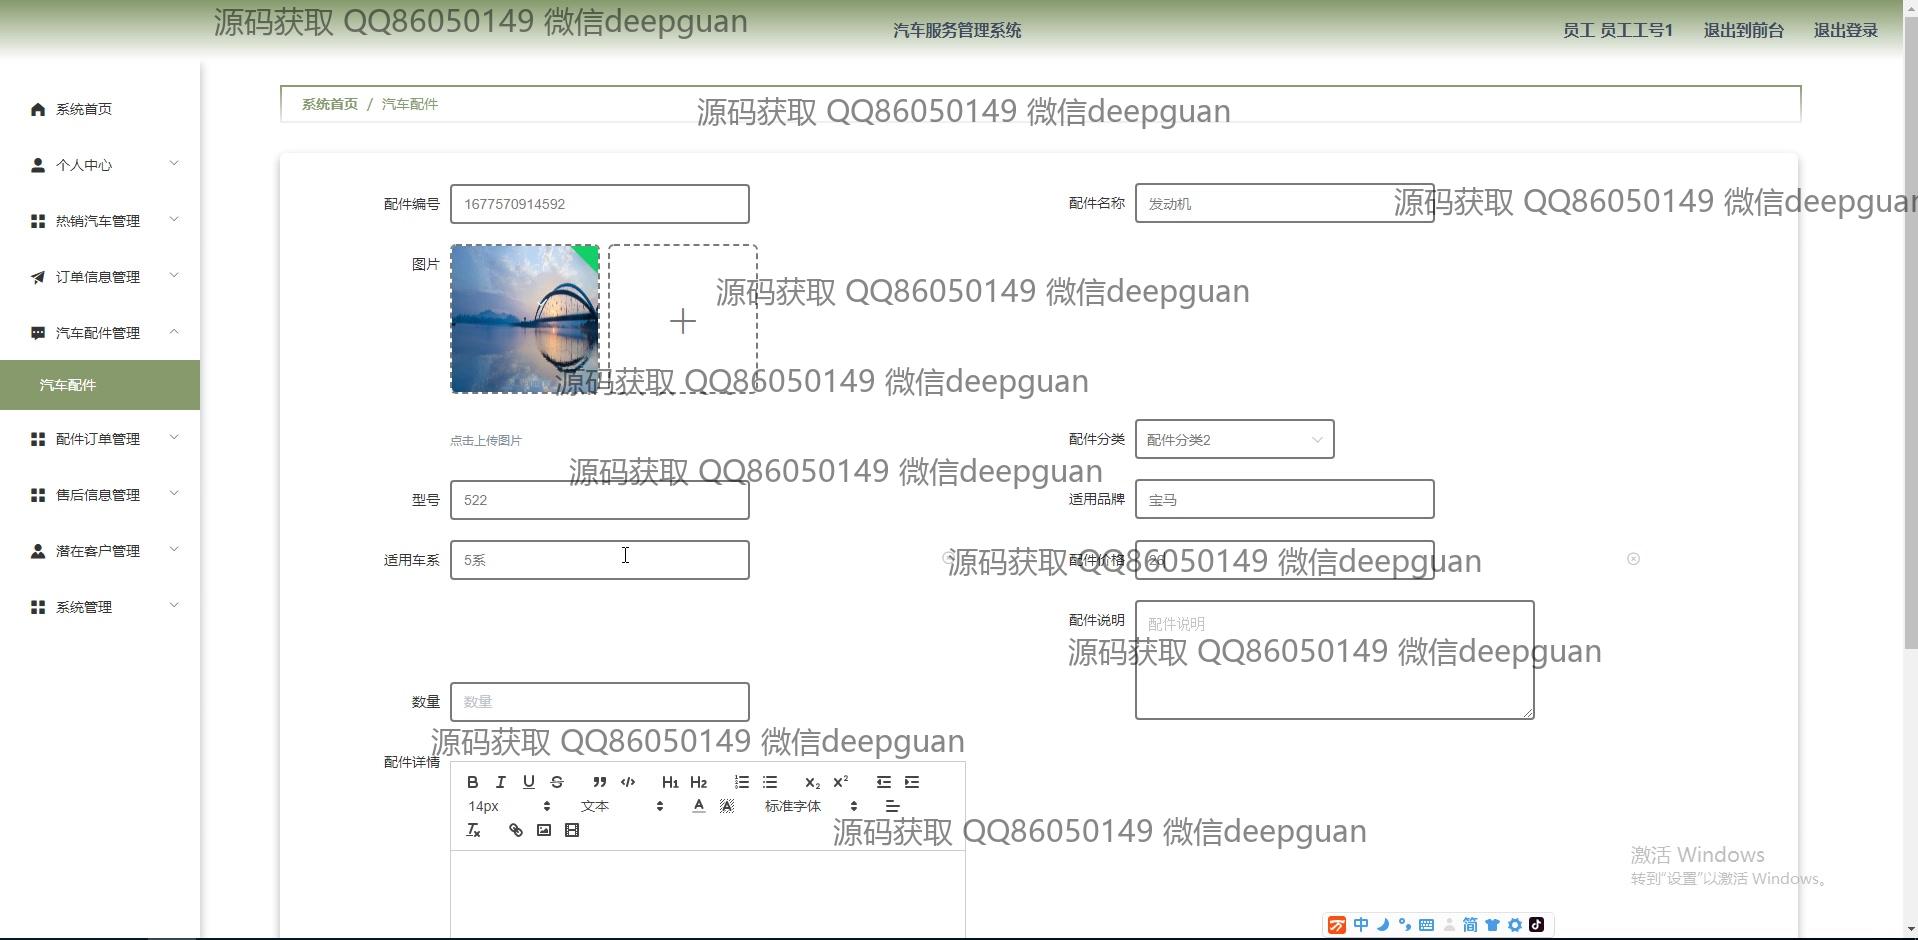 源码获取 QQ86050149 微信deepguan
汽车服务管理系统
员工 员工工号1
退出到前台
退出登录
系统首页
个人中心
热销汽车管理
订单信息管理
汽车配件管理
汽车配件
配件订单管理
售后信息管理
潜在客户管理
系统管理
系统首页 / 汽车配件
源码获取 QQ86050149 微信deepguan
配件编号 1677570914592
配件名称 发动机
源码获取 QQ86050149 微信deepguan
图片
源码获取 QQ86050149 微信deepguan
源码获取 QQ86050149 微信deepguan
点击上传图片
配件分类 配件分类2
源码获取 QQ86050149 微信deepguan
型号 522
适用品牌 宝马
适用车系 5系
配件价格
源码获取 QQ86050149 微信deepguan
配件说明 配件说明
源码获取 QQ86050149 微信deepguan
数量 数量
源码获取 QQ86050149 微信deepguan
配件详情
B I U S H1 H2 X2 X2
14px 文本 A A 标准字体
Tx
源码获取 QQ86050149 微信deepguan
激活 Windows
转到“设置”以激活 Windows。
中 简